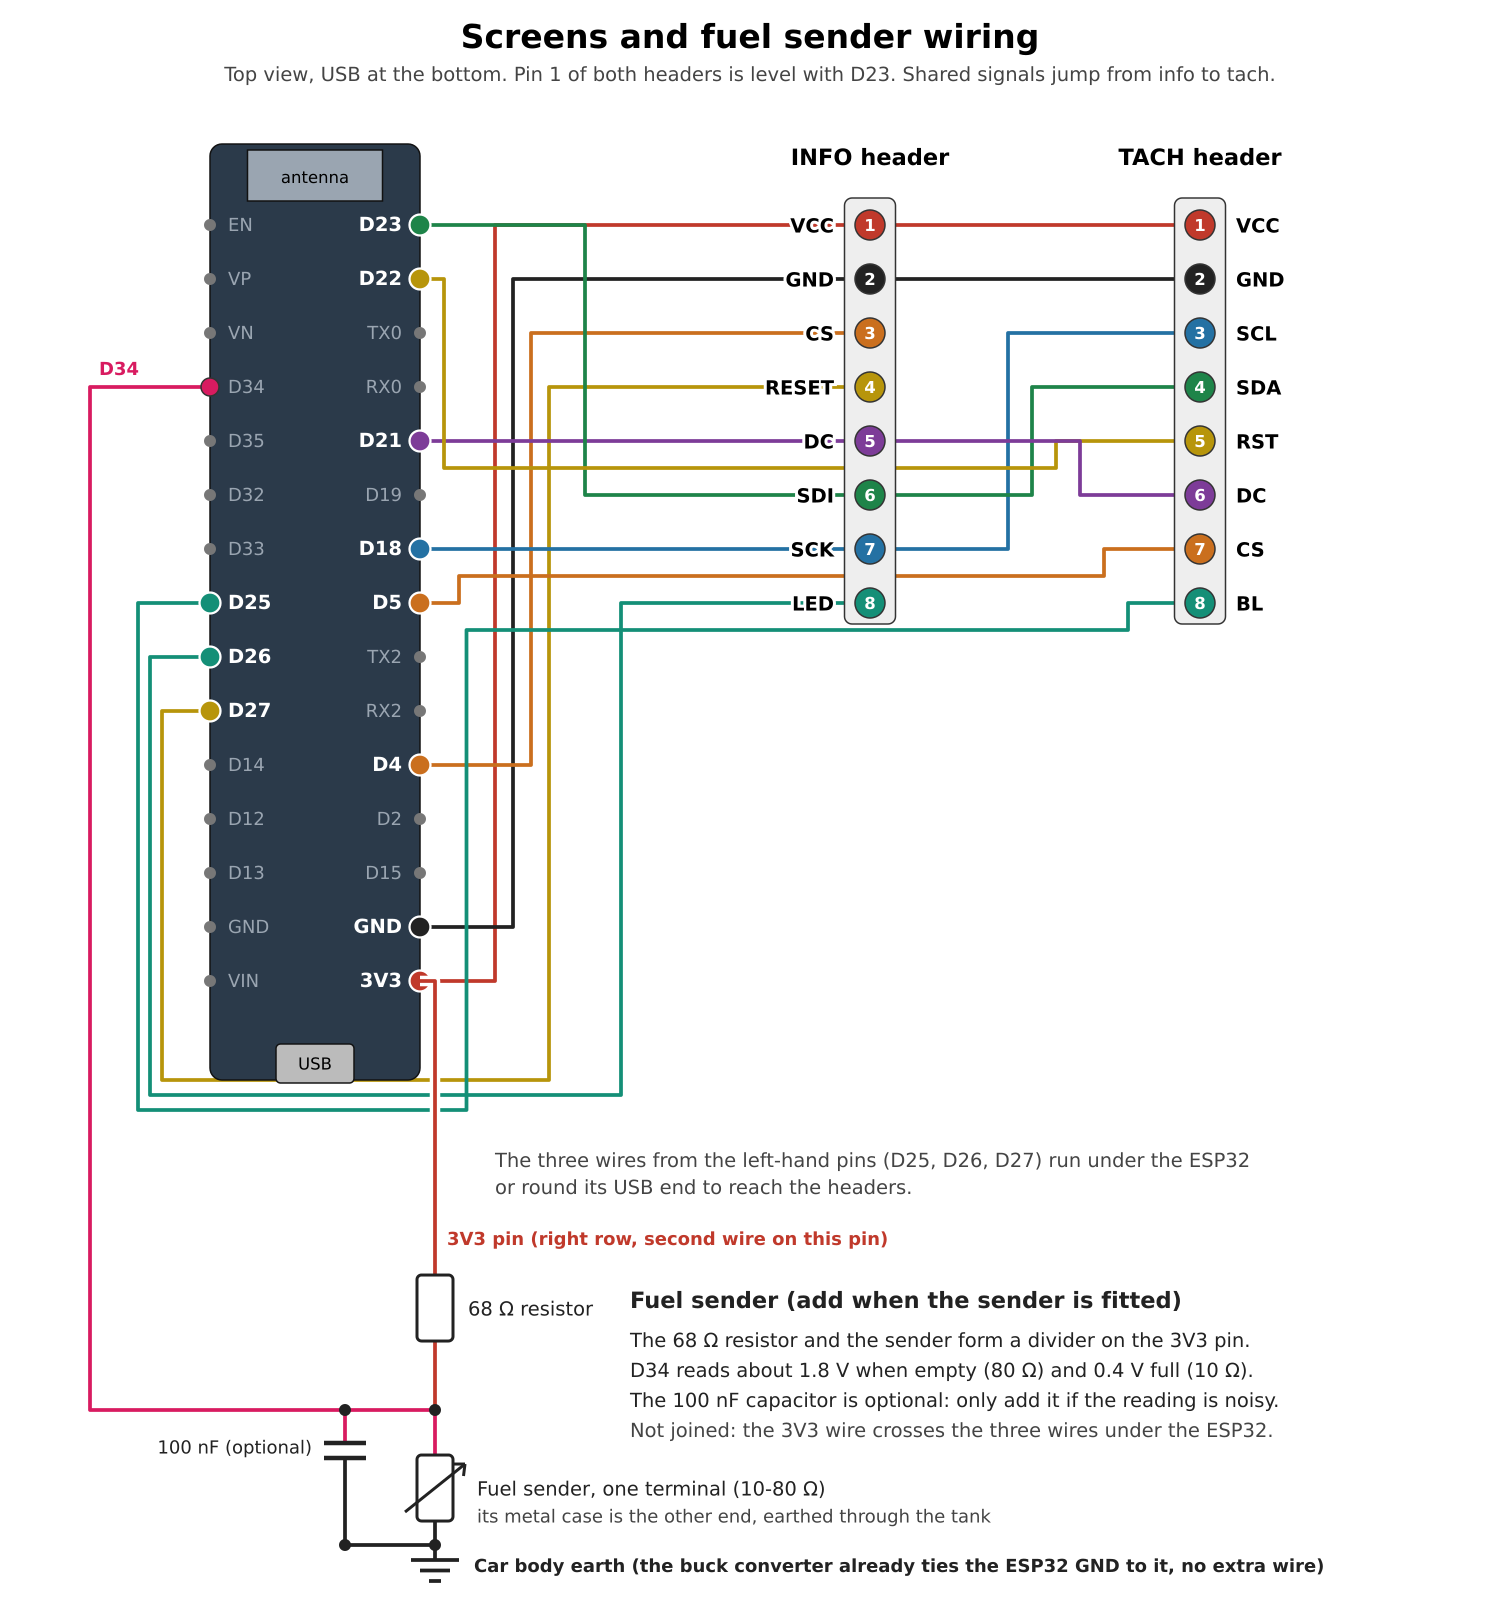 Screens and fuel sender wiring
Top view, USB at the bottom. Pin 1 of both headers is level with D23. Shared signals jump from info to tach.
INFO header
TACH header
antenna
EN
D23
VCC
1
1
VCC
VP
D22
GND
2
2
GND
VN
TX0
CS
3
3
SCL
D34
D34
RX0
RESET
4
4
SDA
D35
D21
DC
5
5
RST
D32
D19
SDI
6
6
DC
D33
D18
SCK
7
7
CS
D25
D5
LED
8
8
BL
D26
TX2
D27
RX2
D14
D4
D12
D2
D13
D15
GND
GND
VIN
3V3
USB
The three wires from the left-hand pins (D25, D26, D27) run under the ESP32
or round its USB end to reach the headers.
3V3 pin (right row, second wire on this pin)
68 Ω resistor
Fuel sender (add when the sender is fitted)
The 68 Ω resistor and the sender form a divider on the 3V3 pin.
D34 reads about 1.8 V when empty (80 Ω) and 0.4 V full (10 Ω).
The 100 nF capacitor is optional: only add it if the reading is noisy.
Not joined: the 3V3 wire crosses the three wires under the ESP32.
100 nF (optional)
Fuel sender, one terminal (10-80 Ω)
its metal case is the other end, earthed through the tank
Car body earth (the buck converter already ties the ESP32 GND to it, no extra wire)